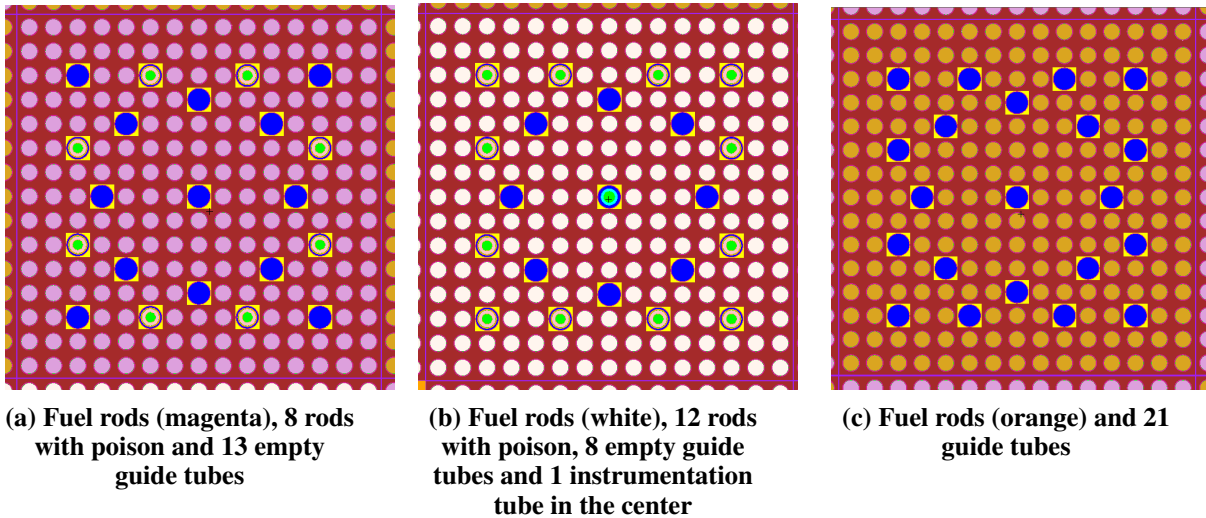 (a) Fuel rods (magenta), 8 rods
with poison and 13 empty
guide tubes
(b) Fuel rods (white), 12 rods
with poison, 8 empty guide
tubes and 1 instrumentation
tube in the center
(c) Fuel rods (orange) and 21
guide tubes